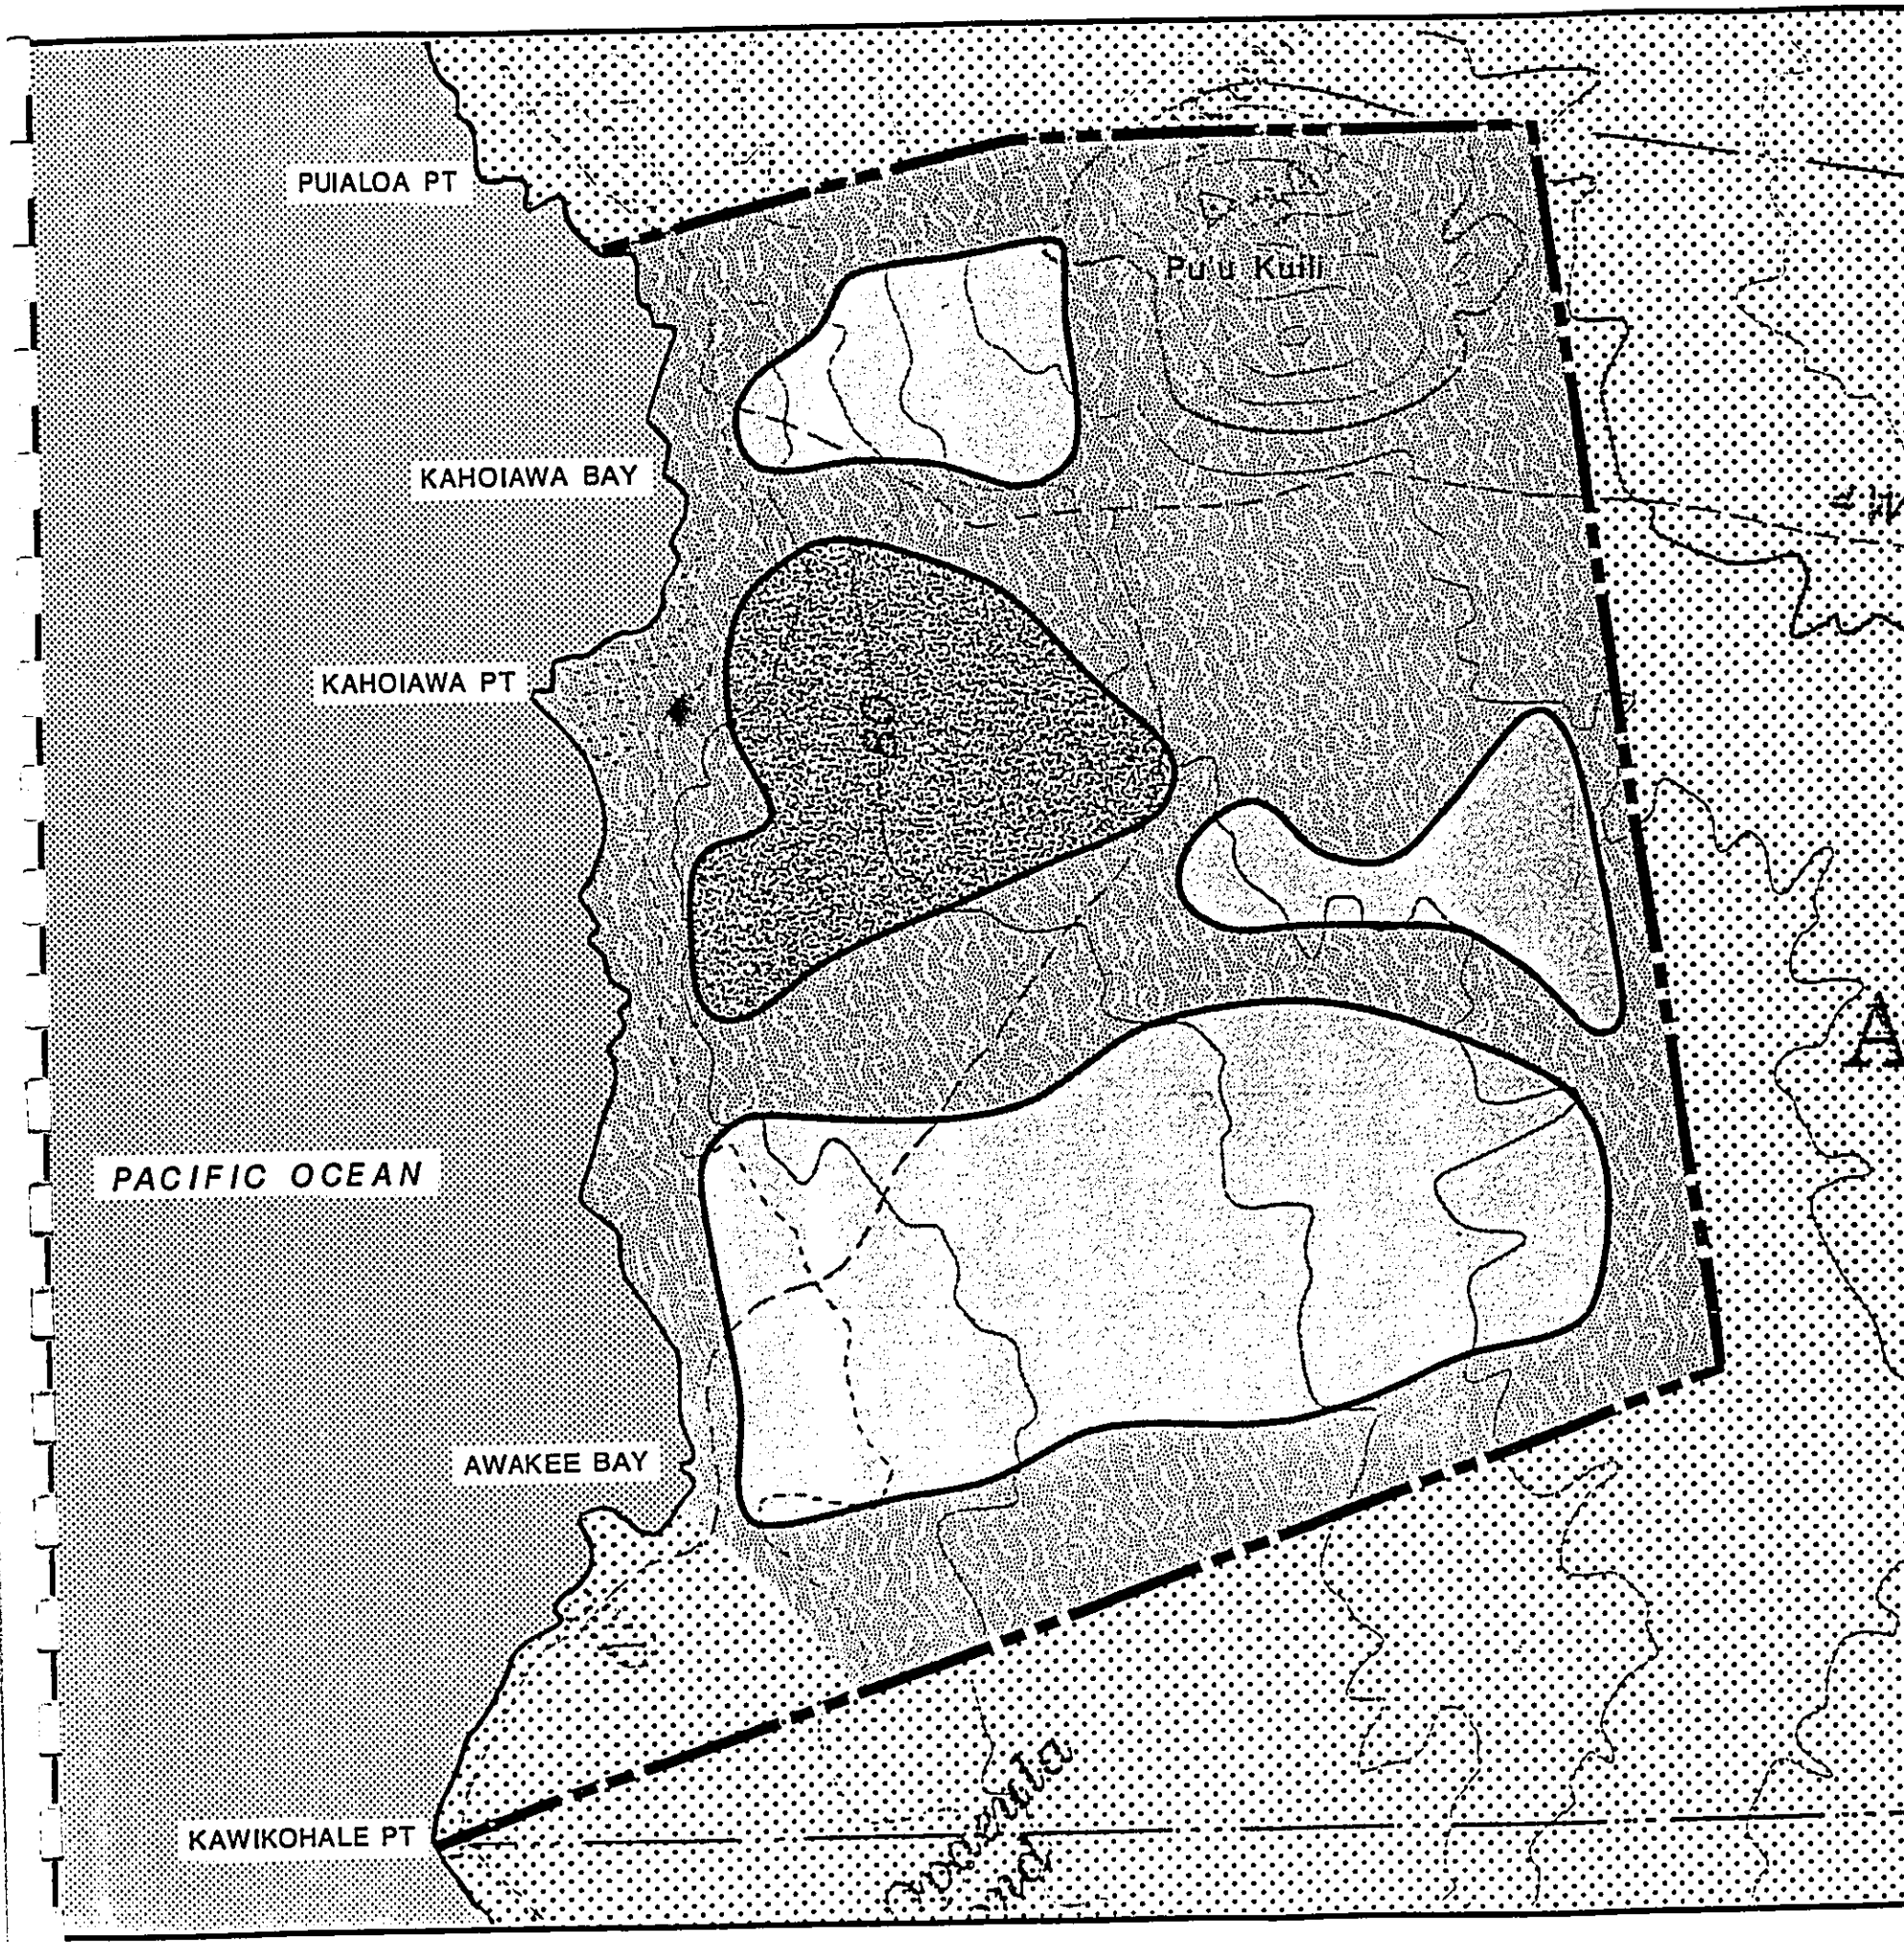 PUIALOA PT
Pu'u Kuili
KAHOIAWA BAY
KAHOIAWA PT
PACIFIC OCEAN
A
AWAKEE BAY
KAWIKOHALE PT